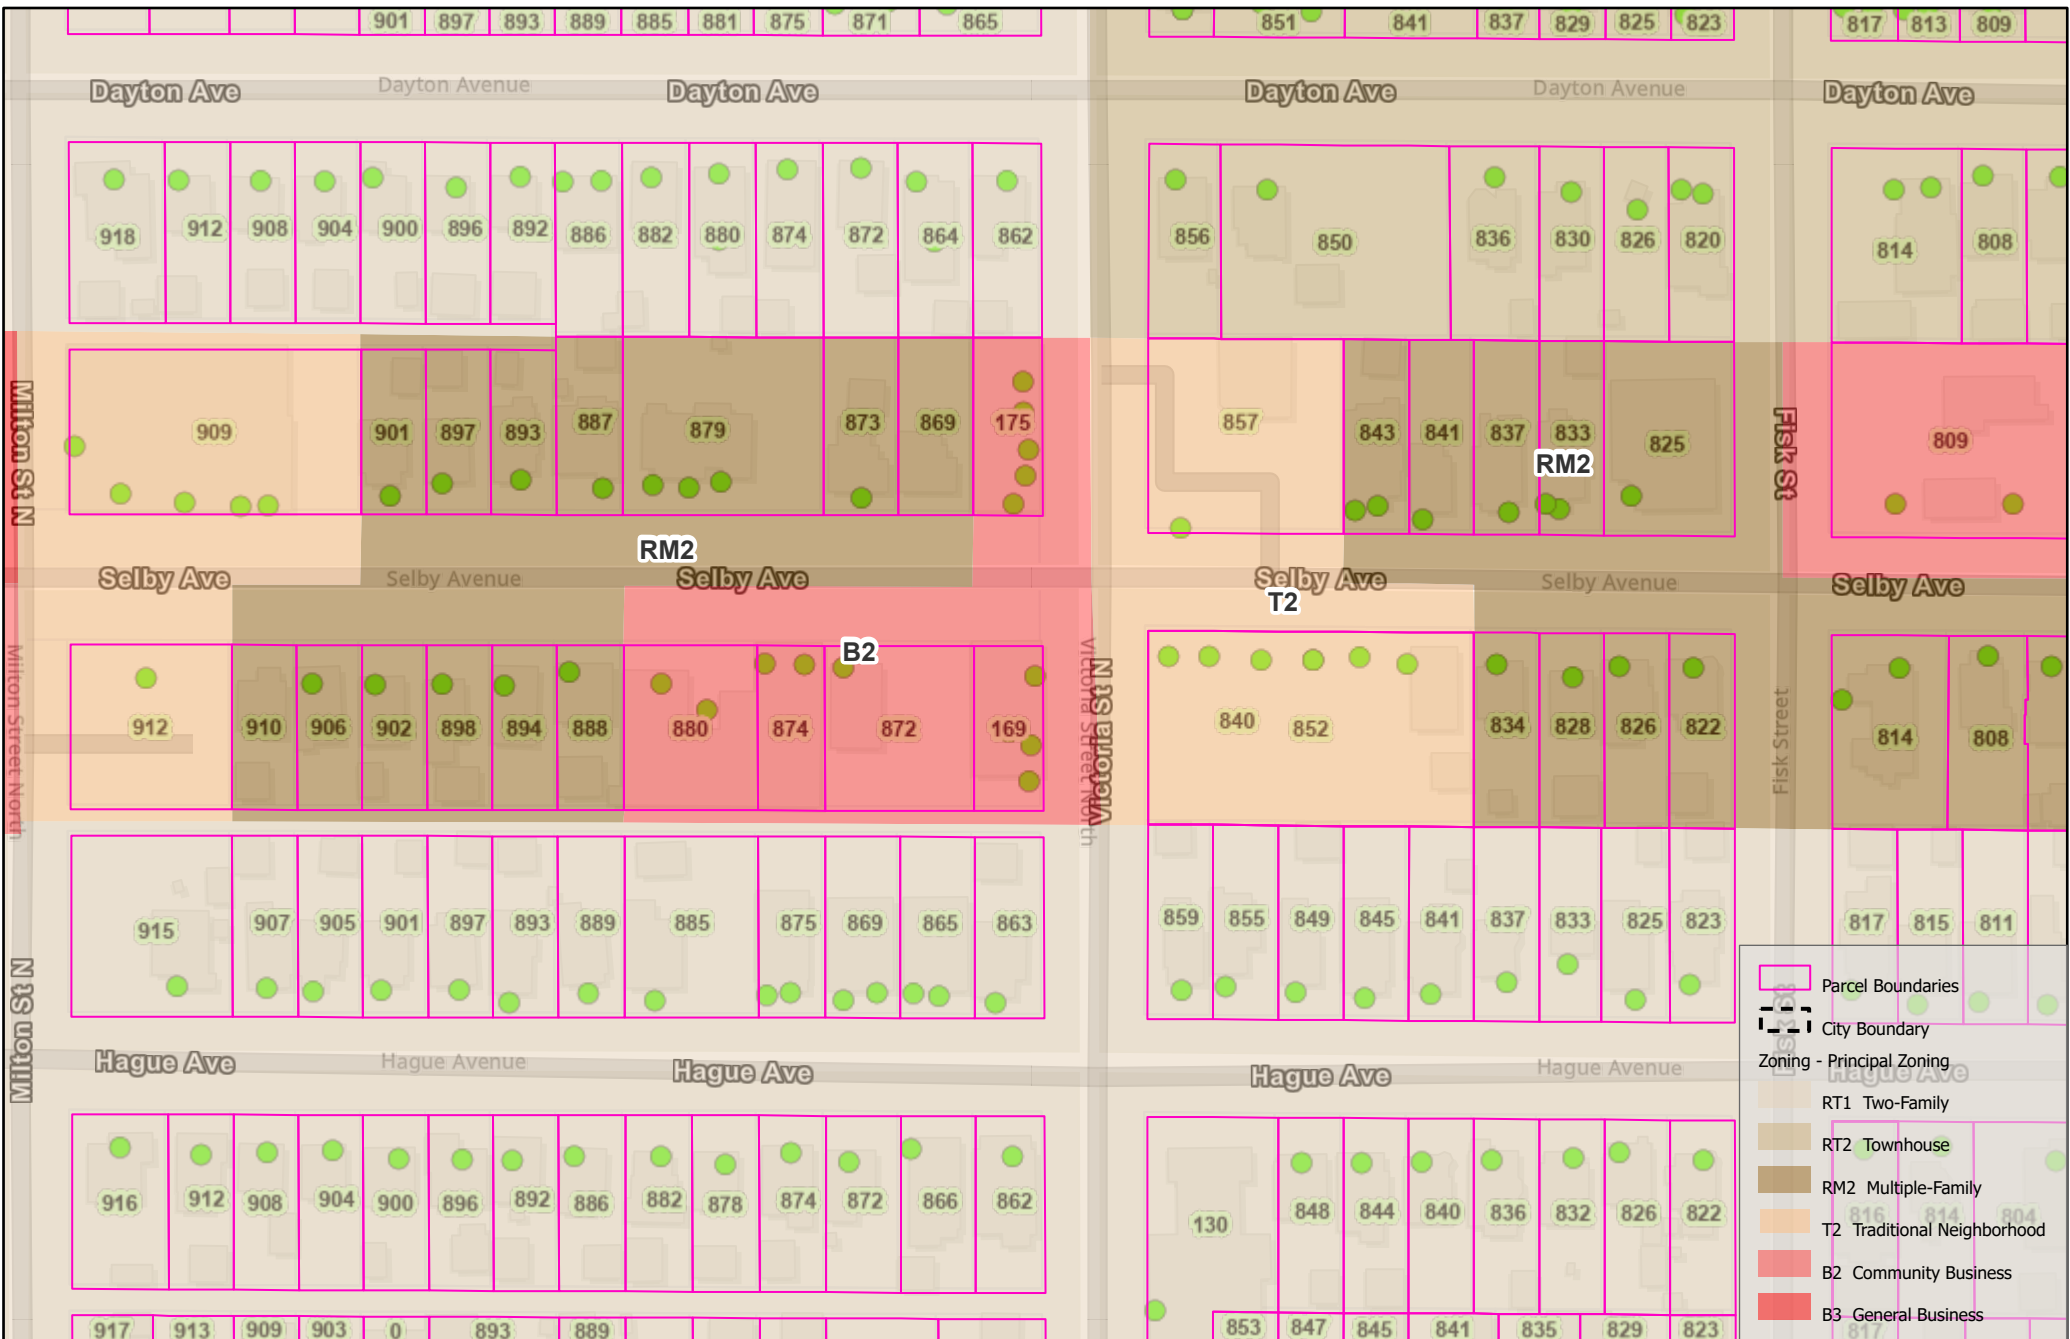 901 897 893 889 885 881 875 871 865 851 841 837 829 825 823 817 813 809
Dayton Ave Dayton Avenue Dayton Ave Dayton Ave Dayton Avenue Dayton Ave
918 912 908 904 900 896 892 886 882 880 874 872 864 862 856 850 836 830 826 820 814 808
Milton St N
909 901 897 893 887 879 873 869 175 857 843 841 837 833 825 809
RM2
Fisk St
RM2
Selby Ave Selby Avenue Selby Ave Selby Ave Selby Avenue Selby Ave
T2
B2
Milton Street North
Victoria Street North
Victoria St N
Fisk Street
912 910 906 902 898 894 888 880 874 872 169 840 852 834 828 826 822 814 808
915 907 905 901 897 893 889 885 875 869 865 863 859 855 849 845 841 837 833 825 823 817 815 811
Milton St N
Fisk St
Hague Ave Hague Avenue Hague Ave Hague Ave Hague Avenue Hague Ave
916 912 908 904 900 896 892 886 882 878 874 872 866 862 130 848 844 840 836 832 826 822 816 814 804
917 913 909 903 0 893 889 853 847 845 841 835 829 823 817
Parcel Boundaries
City Boundary
Zoning - Principal Zoning
RT1 Two-Family
RT2 Townhouse
RM2 Multiple-Family
T2 Traditional Neighborhood
B2 Community Business
B3 General Business